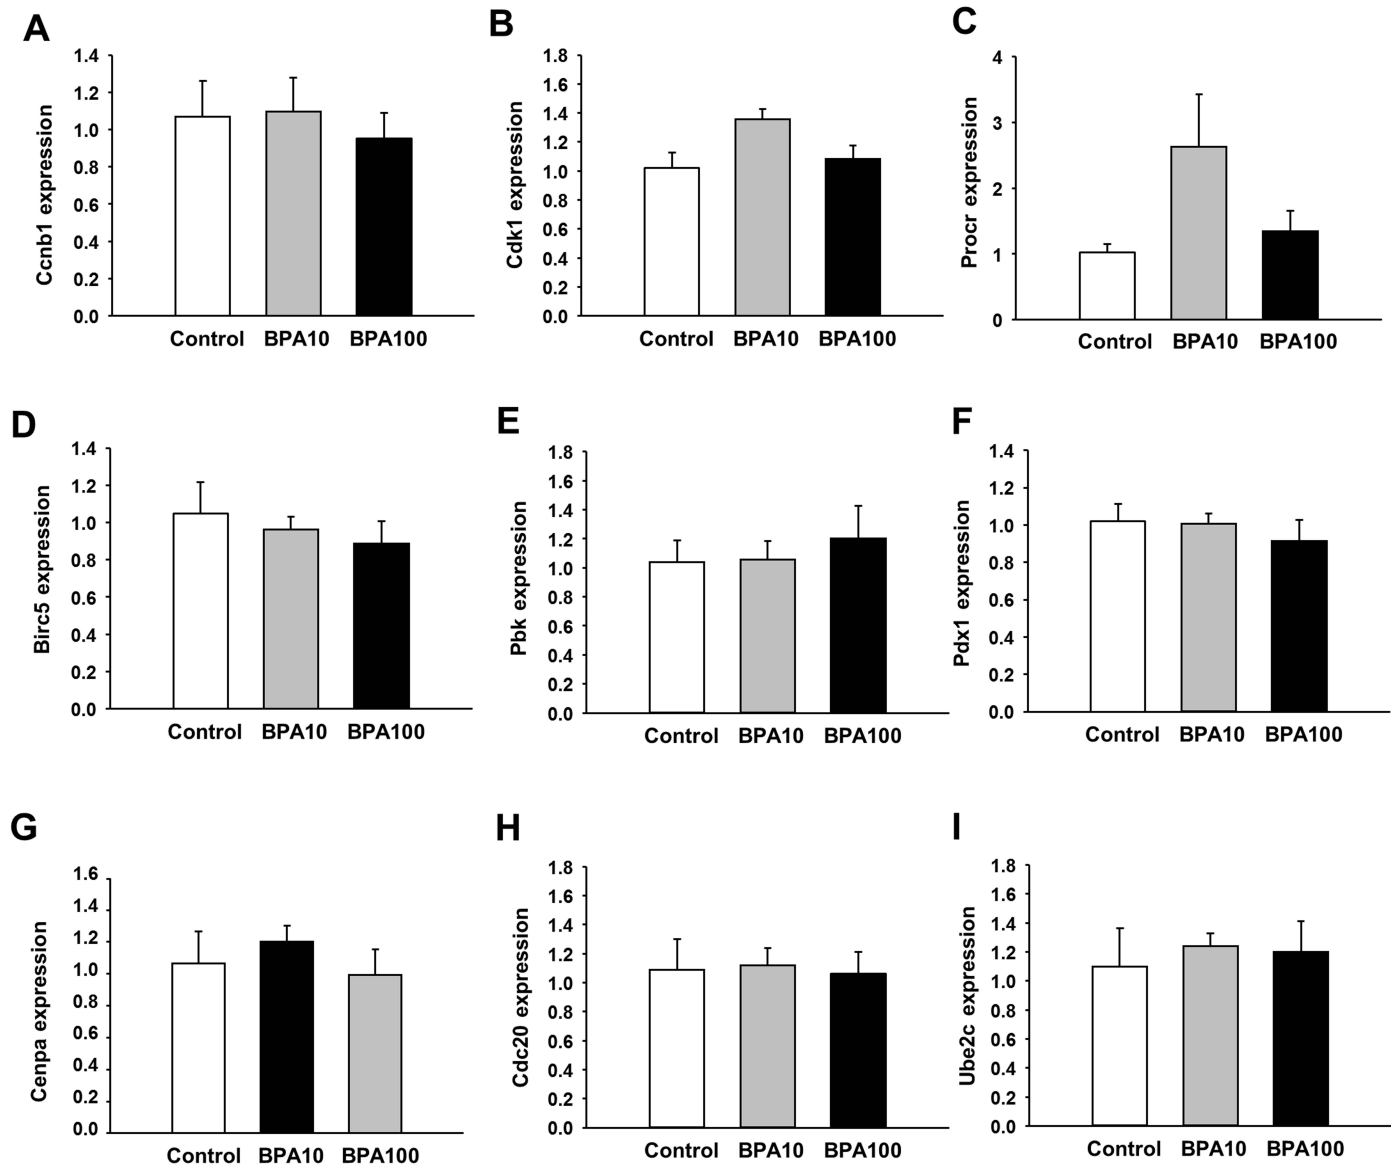 A
Ccnb1 expression
1.4
1.2
1.0
0.8
0.6
0.4
0.2
0.0
Control BPA10 BPA100
B
Cdk1 expression
1.8
1.6
1.4
1.2
1.0
0.8
0.6
0.4
0.2
0.0
Control BPA10 BPA100
C
Procr expression
4
3
2
1
0
Control BPA10 BPA100
D
Birc5 expression
1.4
1.2
1.0
0.8
0.6
0.4
0.2
0.0
Control BPA10 BPA100
E
Pbk expression
1.8
1.6
1.4
1.2
1.0
0.8
0.6
0.4
0.2
0.0
Control BPA10 BPA100
F
Pdx1 expression
1.4
1.2
1.0
0.8
0.6
0.4
0.2
0.0
Control BPA10 BPA100
G
Cenpa expression
1.6
1.4
1.2
1.0
0.8
0.6
0.4
0.2
0.0
Control BPA10 BPA100
H
Cdc20 expression
1.8
1.6
1.4
1.2
1.0
0.8
0.6
0.4
0.2
0.0
Control BPA10 BPA100
I
Ube2c expression
1.8
1.6
1.4
1.2
1.0
0.8
0.6
0.4
0.2
0.0
Control BPA10 BPA100